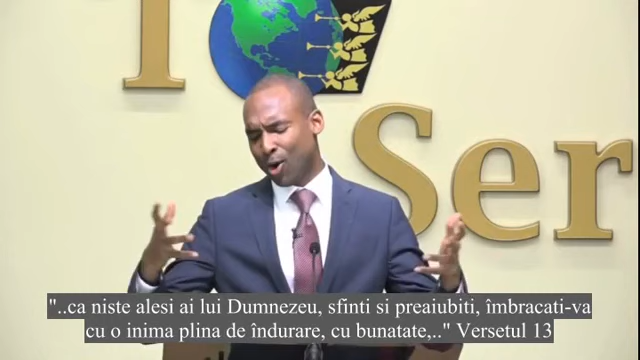 T
Ser
"..ca niste alesi ai lui Dumnezeu, sfinti si preaiubiti, îmbracati-va
cu o inima plina de îndurare, cu bunatate,.." Versetul 13